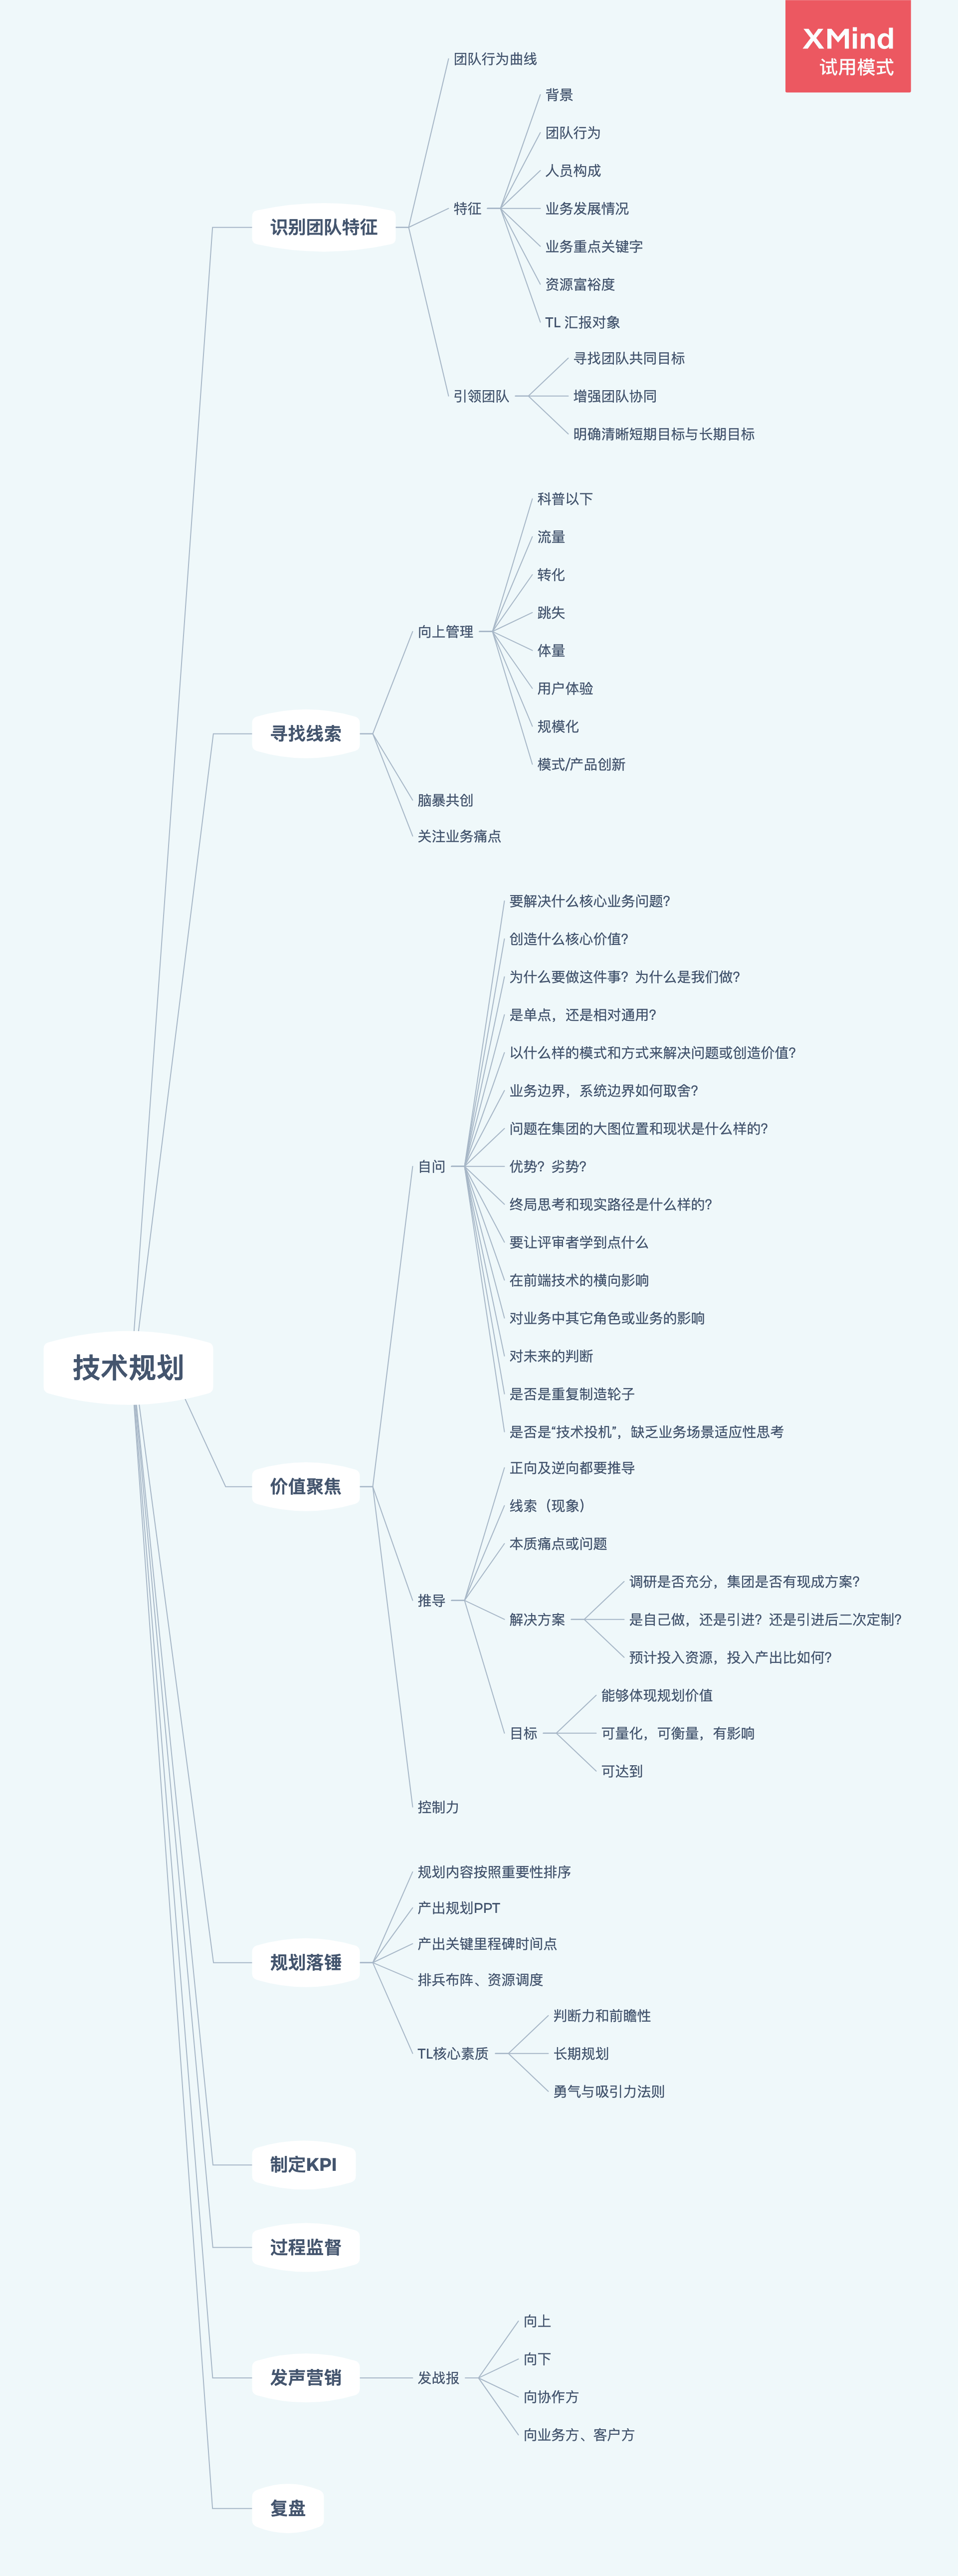 XMind
试用模式
技术规划
识别团队特征
团队行为曲线
特征
背景
团队行为
人员构成
业务发展情况
业务重点关键字
资源富裕度
TL 汇报对象
引领团队
寻找团队共同目标
增强团队协同
明确清晰短期目标与长期目标
寻找线索
向上管理
科普以下
流量
转化
跳失
体量
用户体验
规模化
模式/产品创新
脑暴共创
关注业务痛点
价值聚焦
自问
要解决什么核心业务问题？
创造什么核心价值？
为什么要做这件事？为什么是我们做？
是单点，还是相对通用？
以什么样的模式和方式来解决问题或创造价值？
业务边界，系统边界如何取舍？
问题在集团的大图位置和现状是什么样的？
优势？劣势？
终局思考和现实路径是什么样的？
要让评审者学到点什么
在前端技术的横向影响
对业务中其它角色或业务的影响
对未来的判断
是否是重复制造轮子
是否是“技术投机”，缺乏业务场景适应性思考
推导
正向及逆向都要推导
线索（现象）
本质痛点或问题
解决方案
调研是否充分，集团是否有现成方案？
是自己做，还是引进？还是引进后二次定制？
预计投入资源，投入产出比如何？
目标
能够体现规划价值
可量化，可衡量，有影响
可达到
控制力
规划落锤
规划内容按照重要性排序
产出规划PPT
产出关键里程碑时间点
排兵布阵、资源调度
TL核心素质
判断力和前瞻性
长期规划
勇气与吸引力法则
制定KPI
过程监督
发声营销
发战报
向上
向下
向协作方
向业务方、客户方
复盘